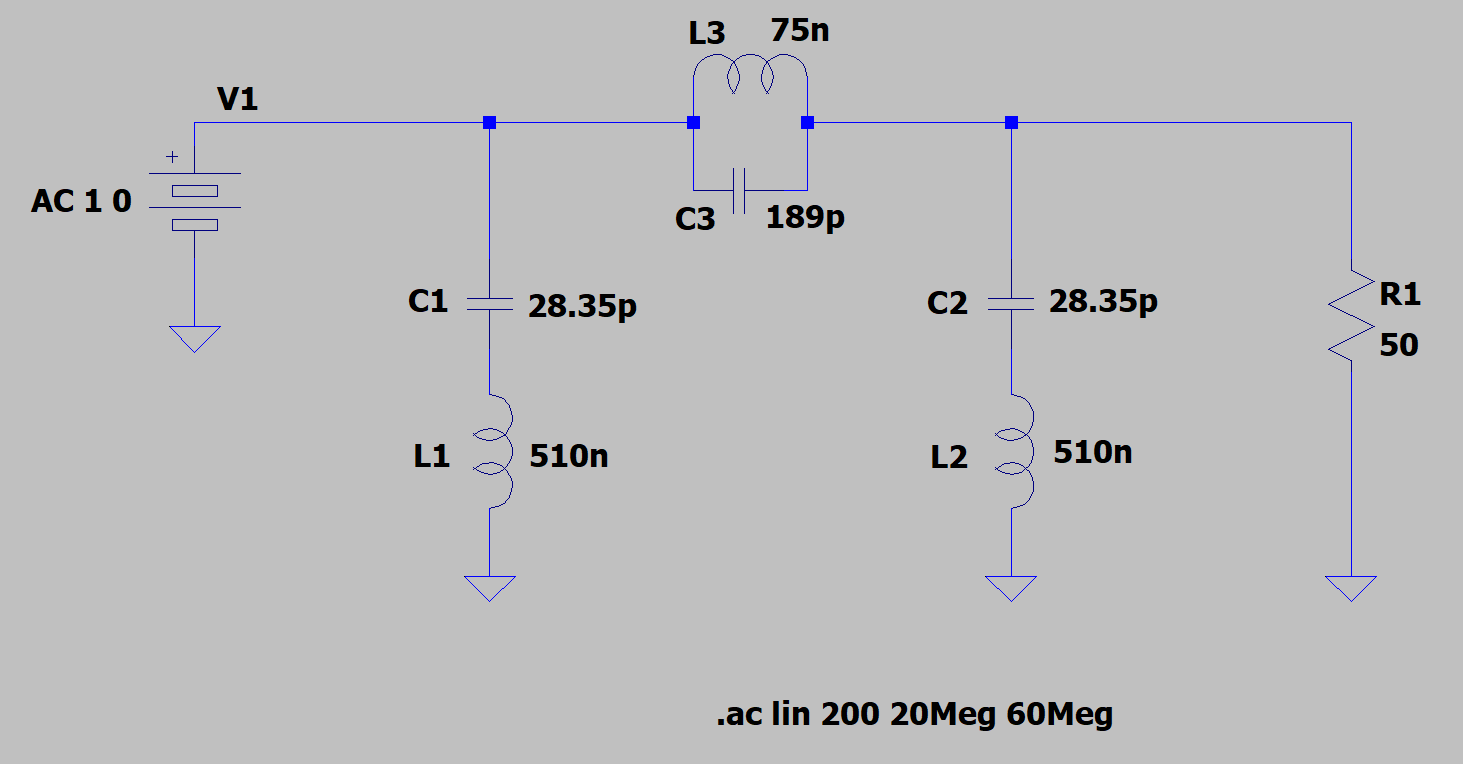 L3 75n
V1
+
AC 1 0
C3 189p
C1 28.35p
C2 28.35p
R1
50
L1 510n
L2 510n
.ac lin 200 20Meg 60Meg